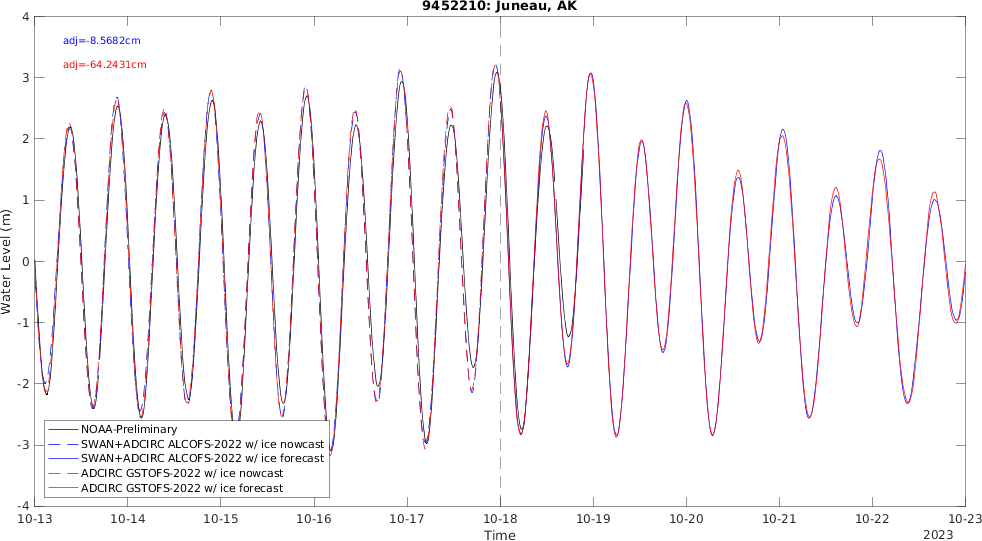 9452210: Juneau, AK
adj=-8.5682cm
adj=-64.2431cm
4
3
2
1
0
-1
-2
-3
-4
Water Level (m)
NOAA-Preliminary
SWAN+ADCIRC ALCOFS-2022 w/ ice nowcast
SWAN+ADCIRC ALCOFS-2022 w/ ice forecast
ADCIRC GSTOFS-2022 w/ ice nowcast
ADCIRC GSTOFS-2022 w/ ice forecast
10-13 10-14 10-15 10-16 10-17 10-18 10-19 10-20 10-21 10-22 10-23
Time
2023